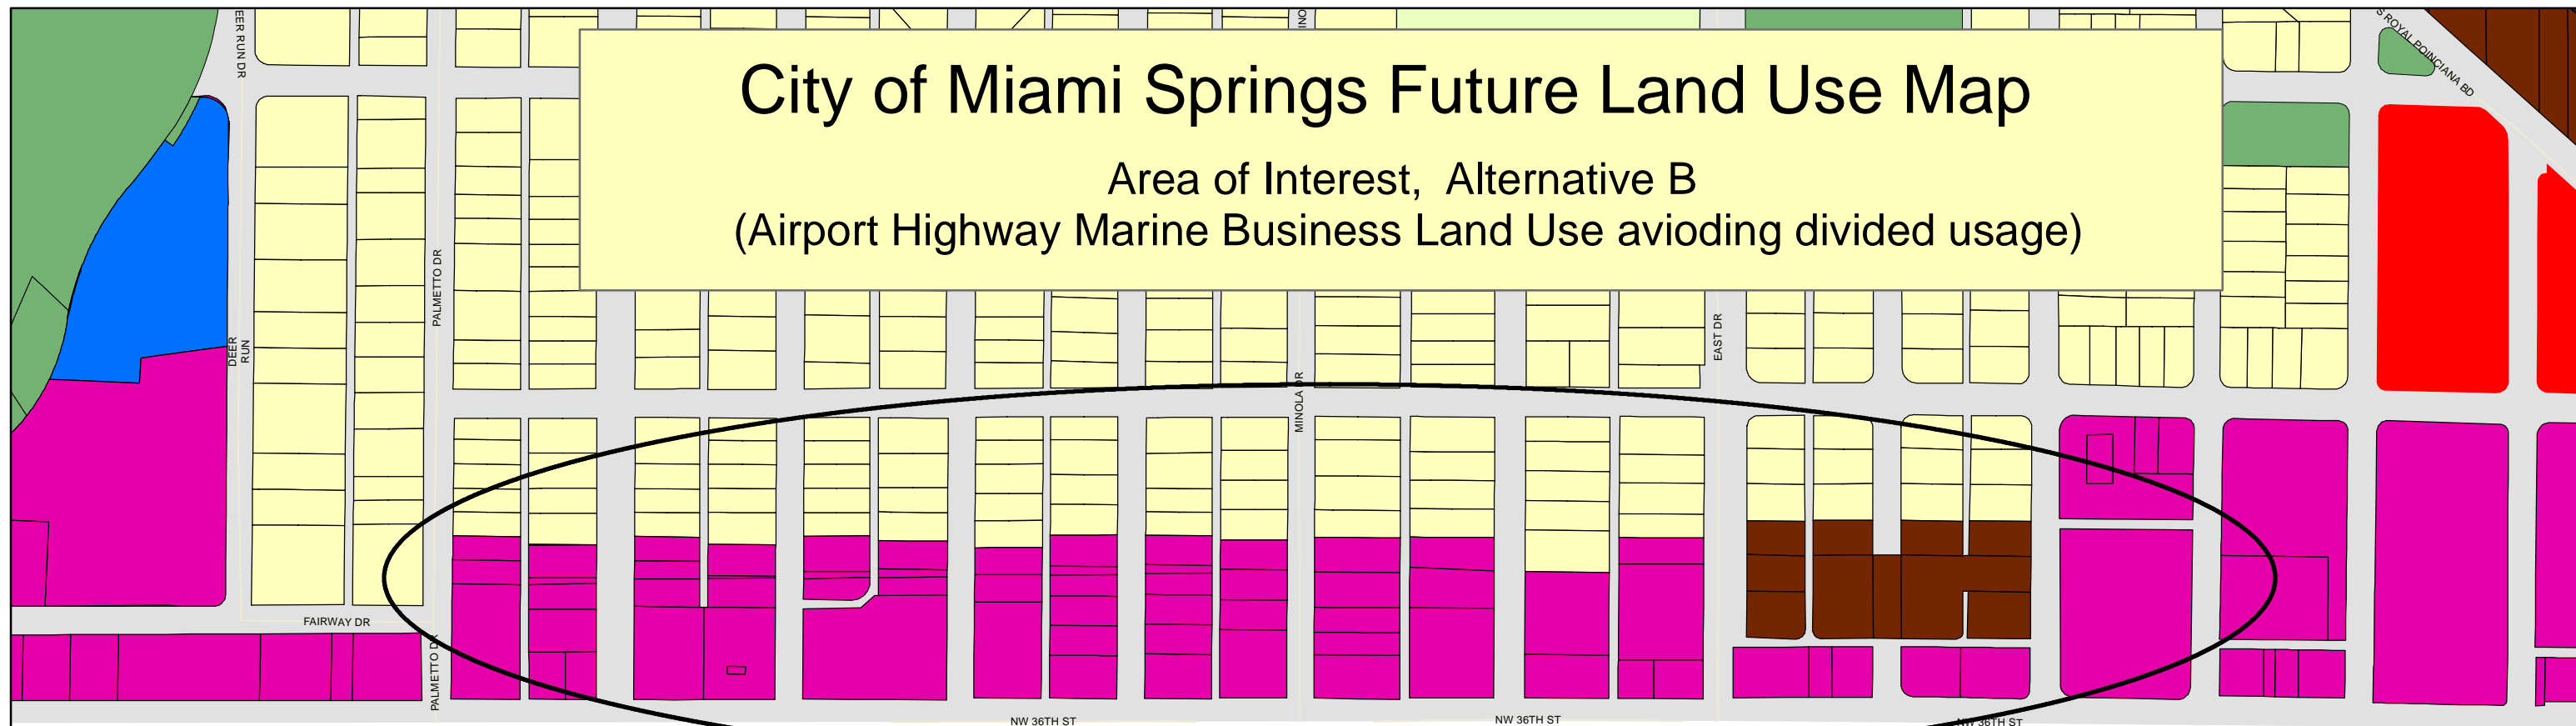 EER RUN DR
S ROYAL POINCIANA BD
City of Miami Springs Future Land Use Map
Area of Interest, Alternative B
(Airport Highway Marine Business Land Use avioding divided usage)
PALMETTO DR
DEER
RUN
EAST DR
MINOLA DR
FAIRWAY DR
PALMETTO DR
NW 36TH ST
NW 36TH ST
NW 36TH ST